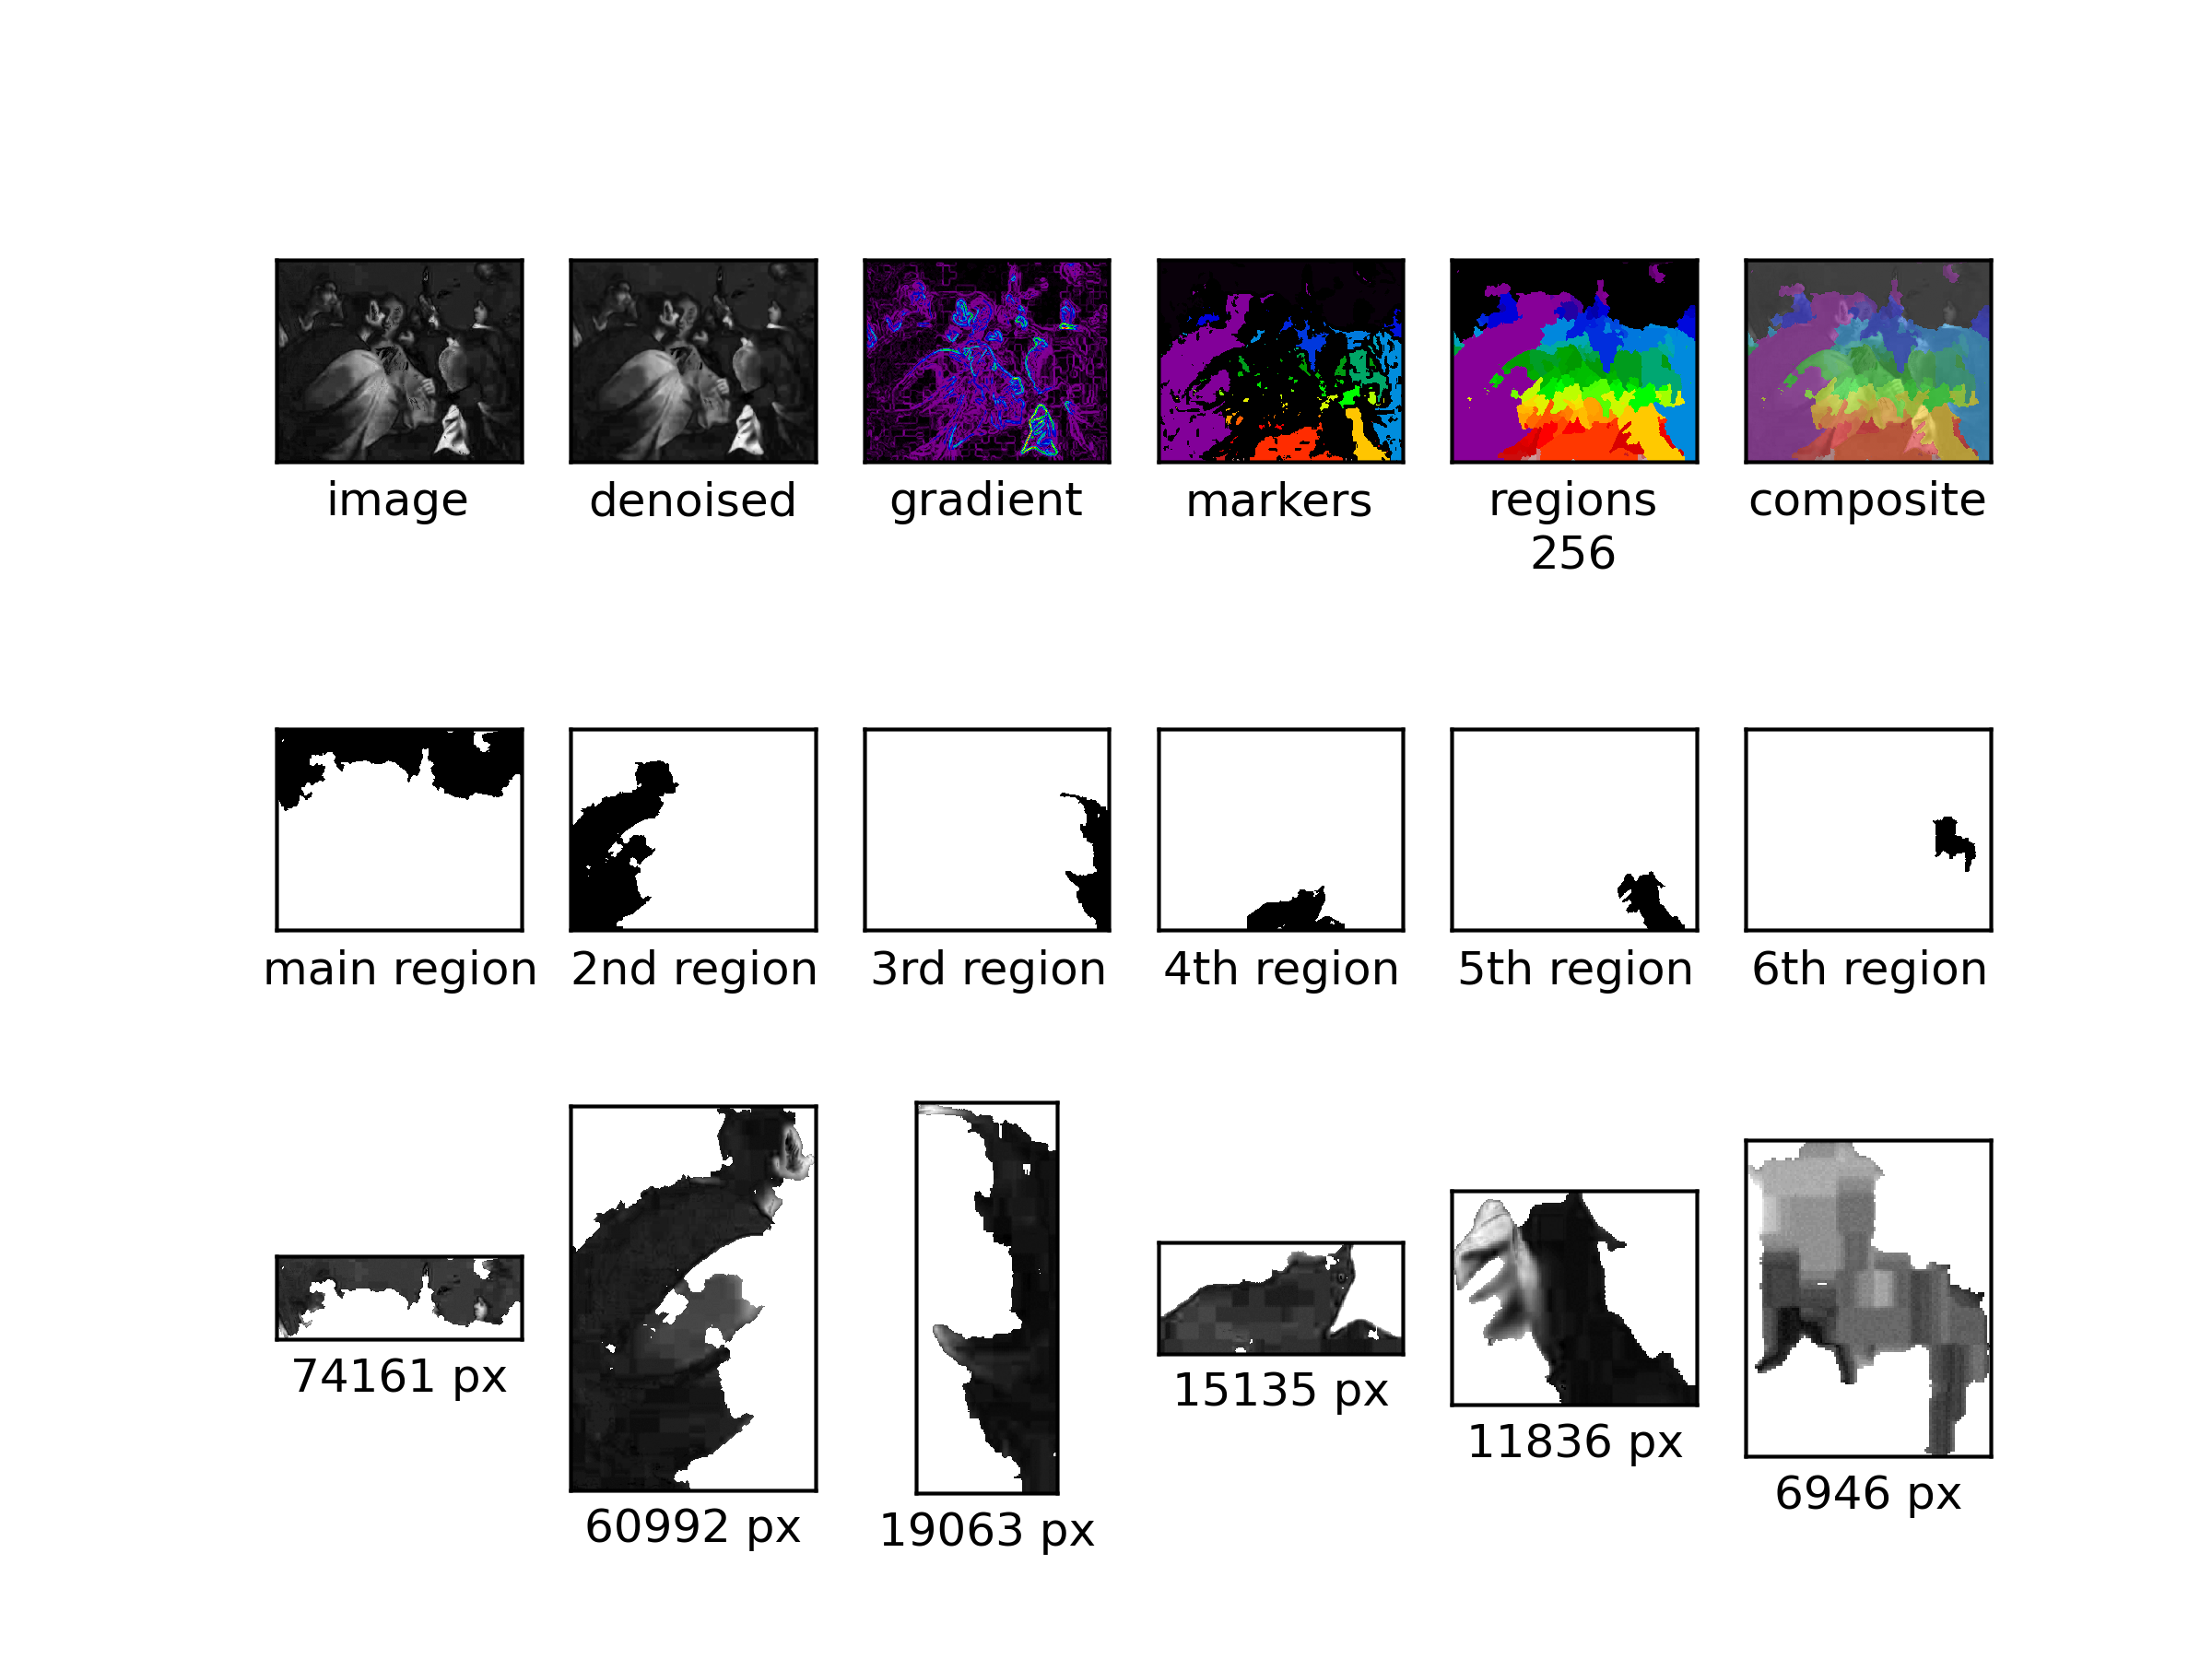 image
denoised
gradient
markers
regions
256
composite
main region
2nd region
3rd region
4th region
5th region
6th region
74161 px
60992 px
19063 px
15135 px
11836 px
6946 px